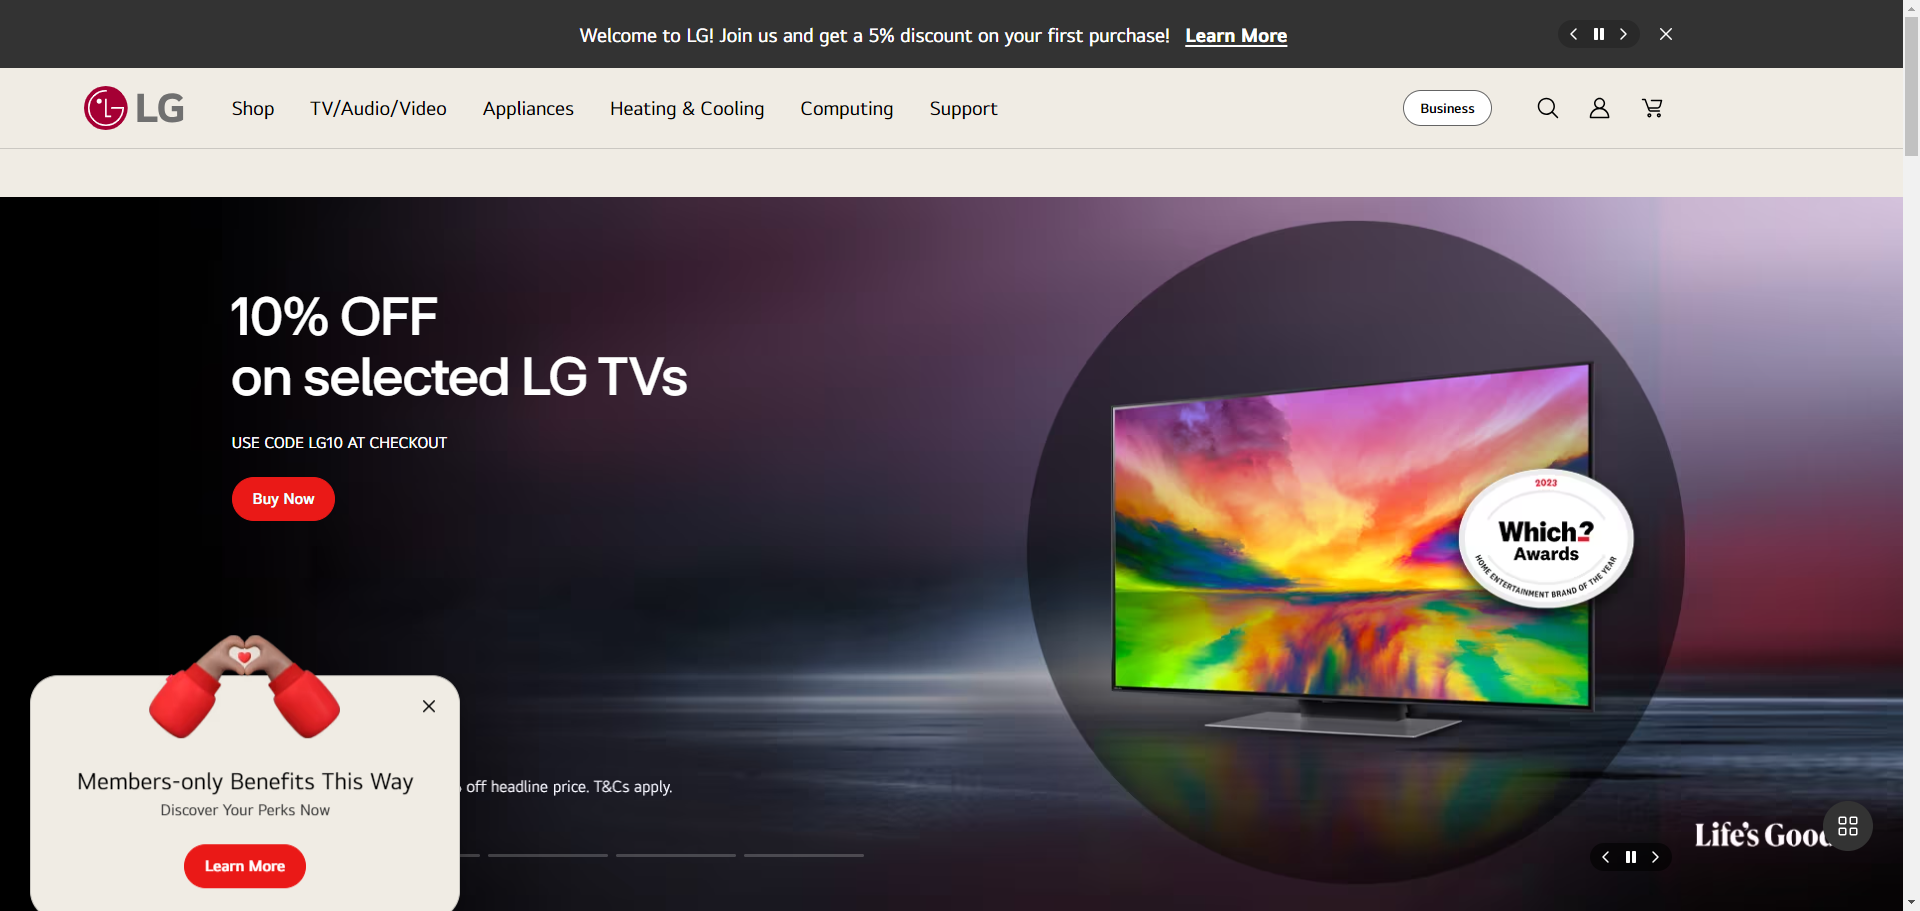 Welcome to LG! Join us and get a 5% discount on your first purchase! Learn More
LG
Shop TV/Audio/Video Appliances Heating & Cooling Computing Support Business
10% OFF
on selected LG TVs
USE CODE LG10 AT CHECKOUT
Buy Now
2023
Which?
Awards
HOME ENTERTAINMENT BRAND OF THE YEAR
Members-only Benefits This Way
Discover Your Perks Now
Learn More
off headline price. T&Cs apply.
Life's Good